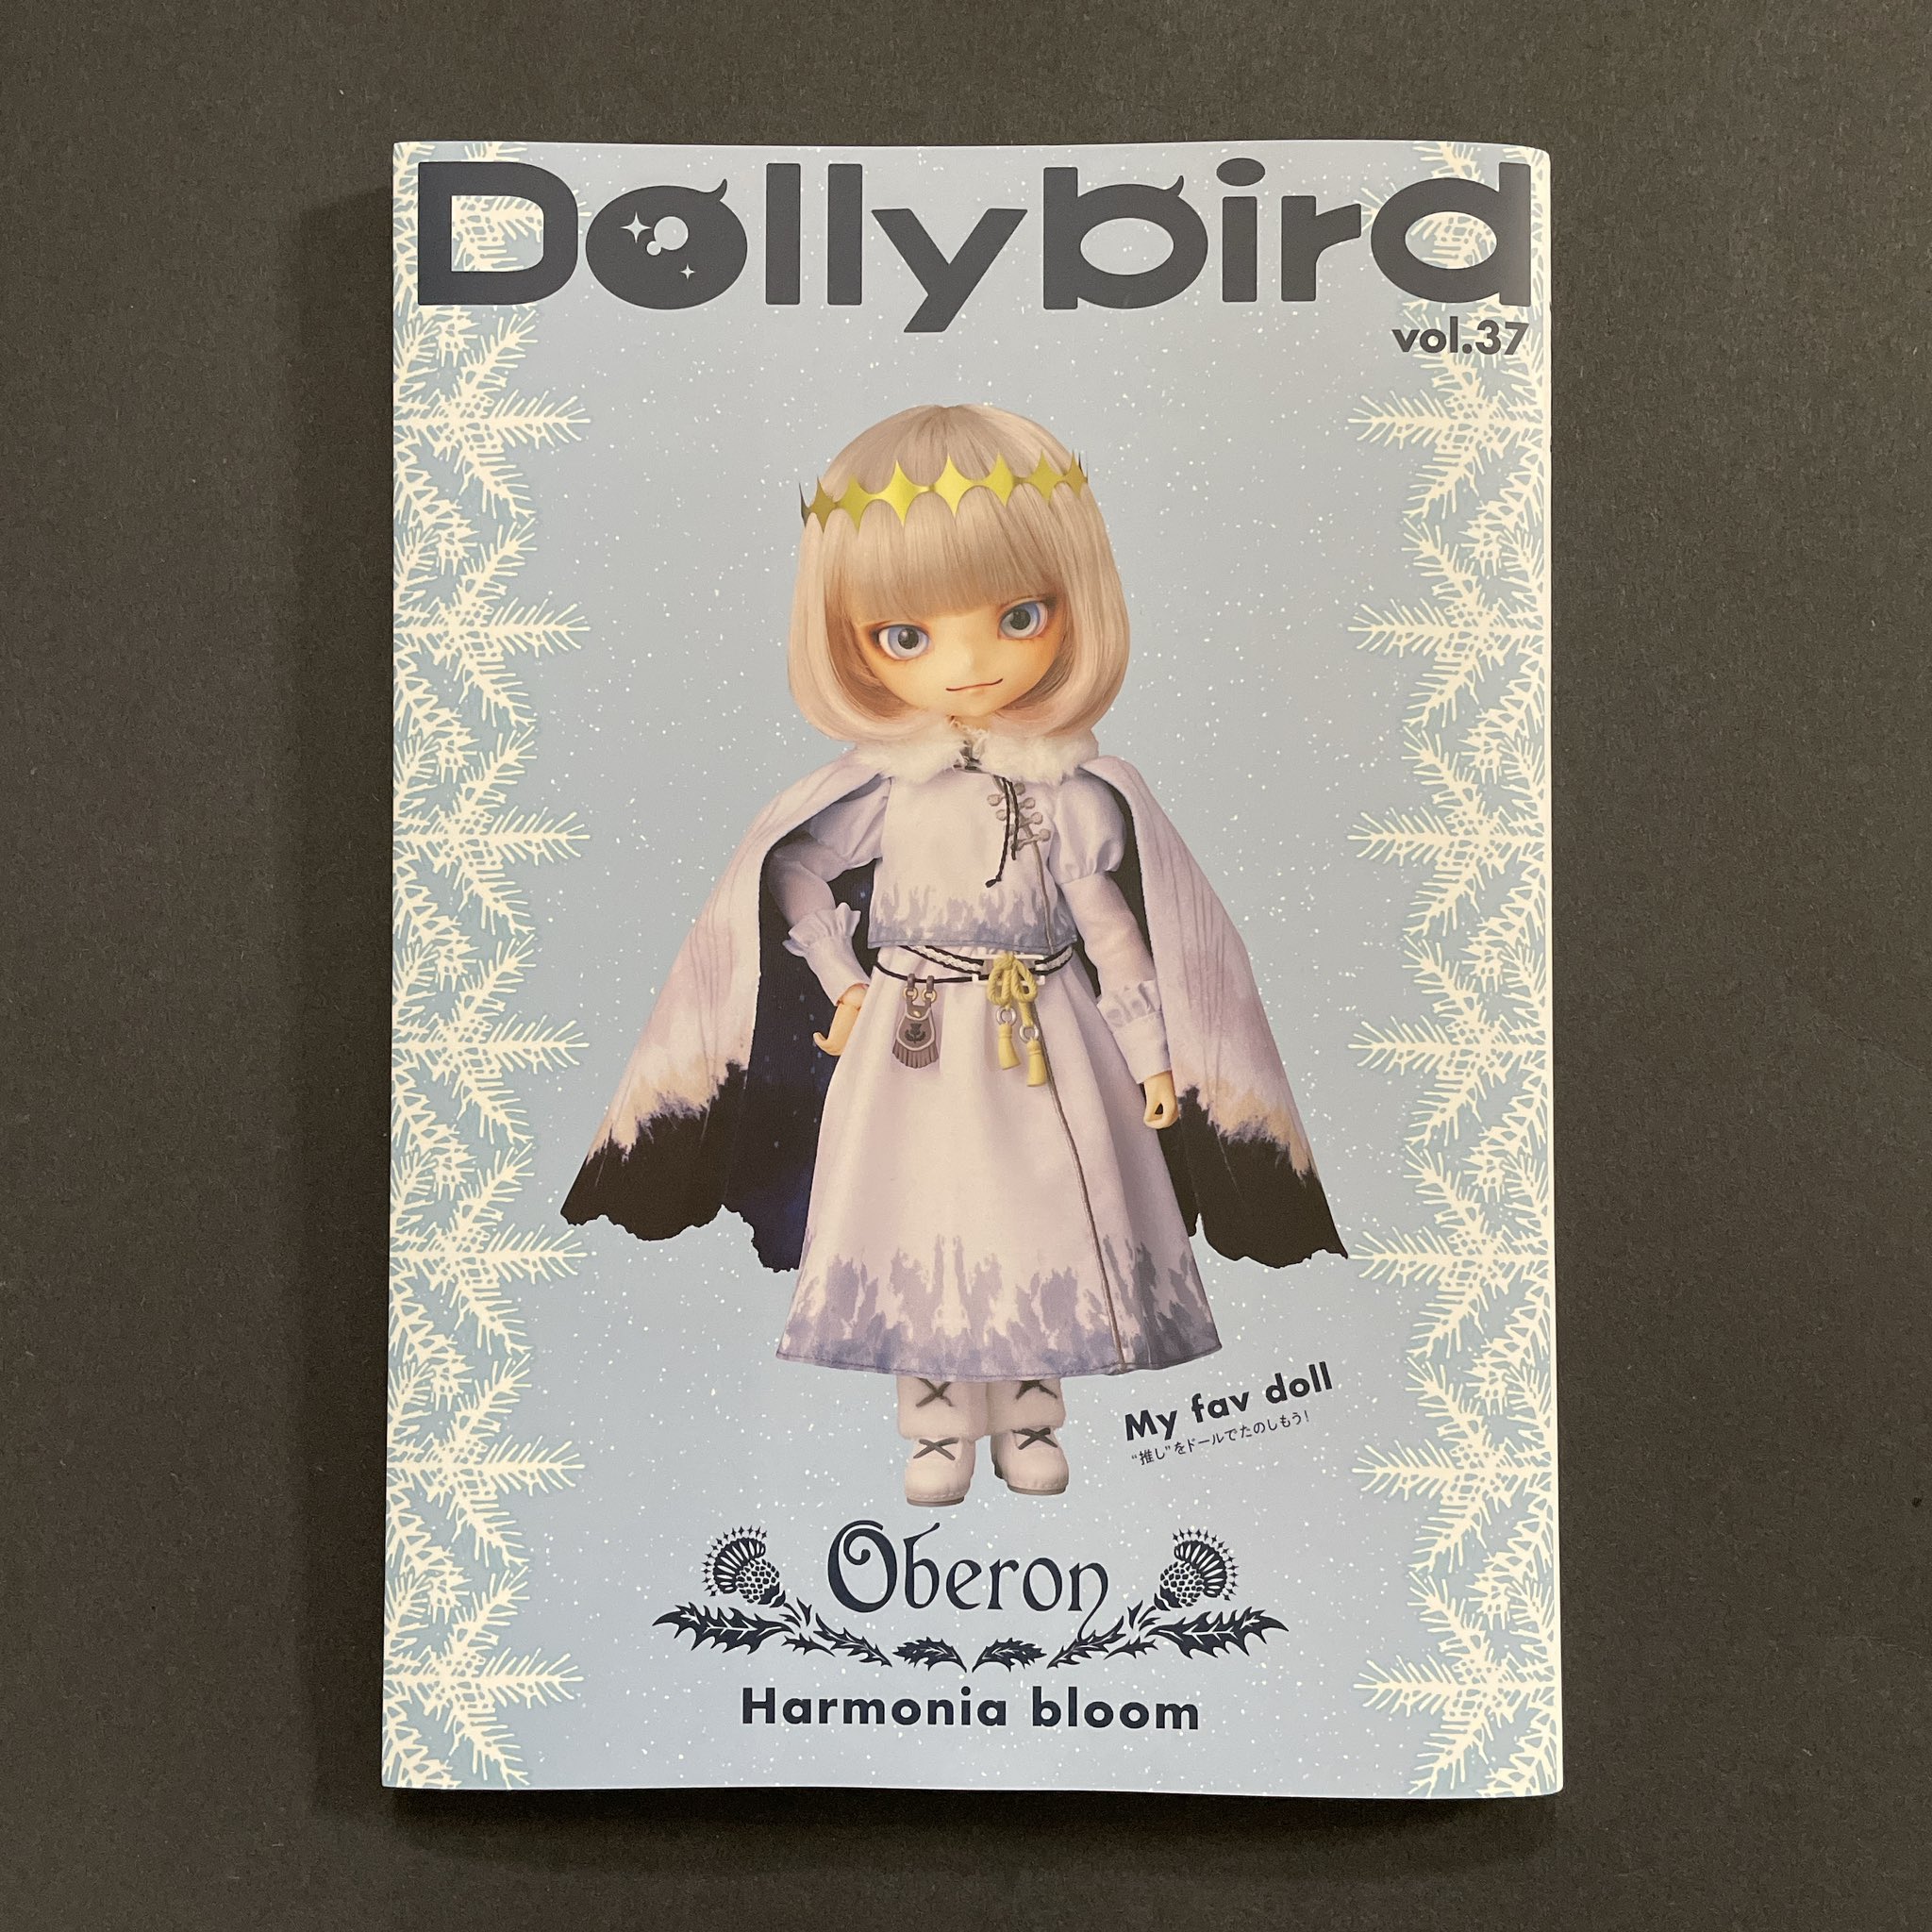 Dollybird
vol.37
My fav doll
“推し”をドールでたのしもう!
Oberon
Harmonia bloom